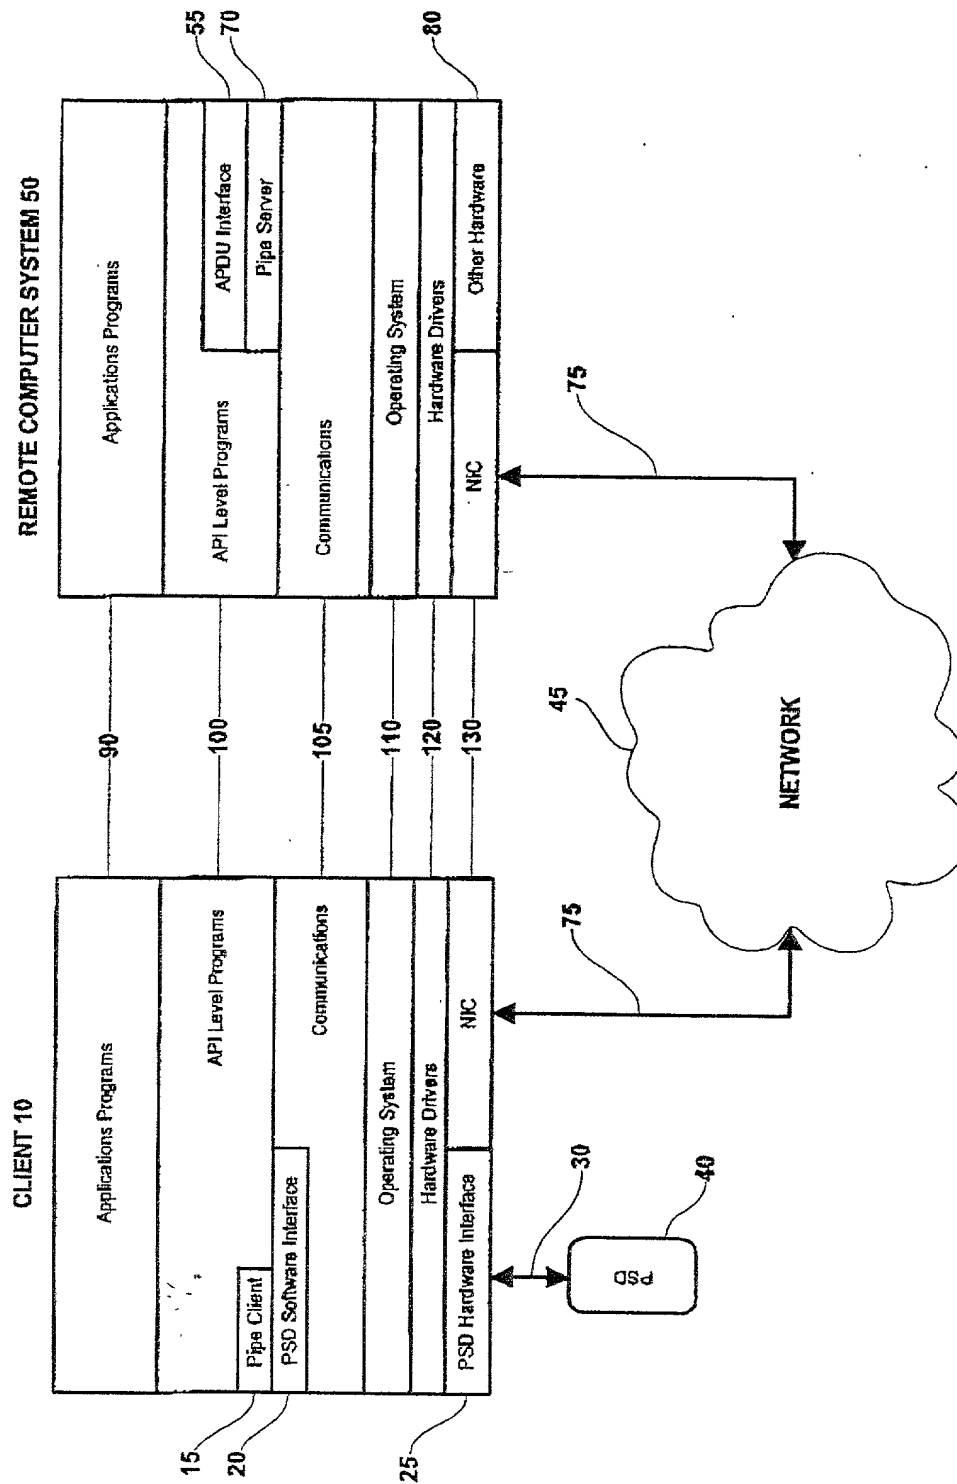 CLIENT 10
Applications Programs
API Level Programs
Pipe Client
PSD Software Interface
Communications
Operating System
Hardware Drivers
PSD Hardware Interface
NIC
15
20
25
30
PSD
40
75
90
100
105
110
120
130
REMOTE COMPUTER SYSTEM 50
Applications Programs
API Level Programs
APDU Interface
Pipe Server
Communications
Operating System
Hardware Drivers
NIC
Other Hardware
55
70
80
75
45
NETWORK